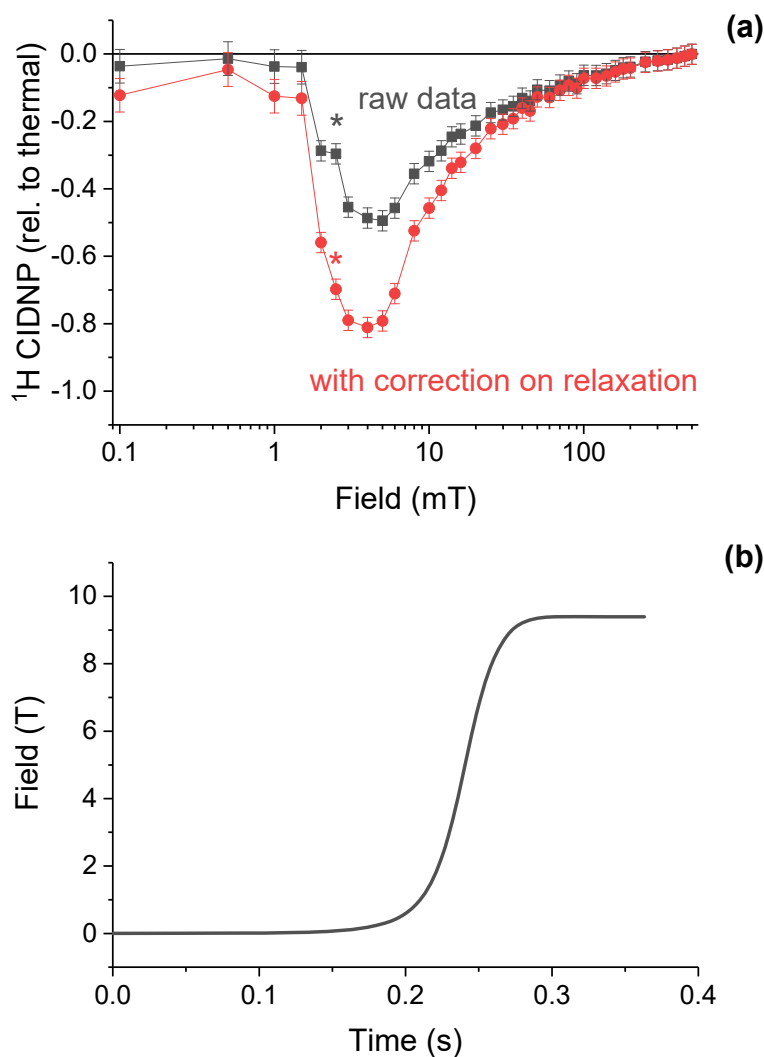 (a)
0.0
-0.2
-0.4
-0.6
-0.8
-1.0
¹H CIDNP (rel. to thermal)
*
raw data
*
with correction on relaxation
0.1 1 10 100
Field (mT)
(b)
10
8
6
4
2
0
Field (T)
0.0 0.1 0.2 0.3 0.4
Time (s)